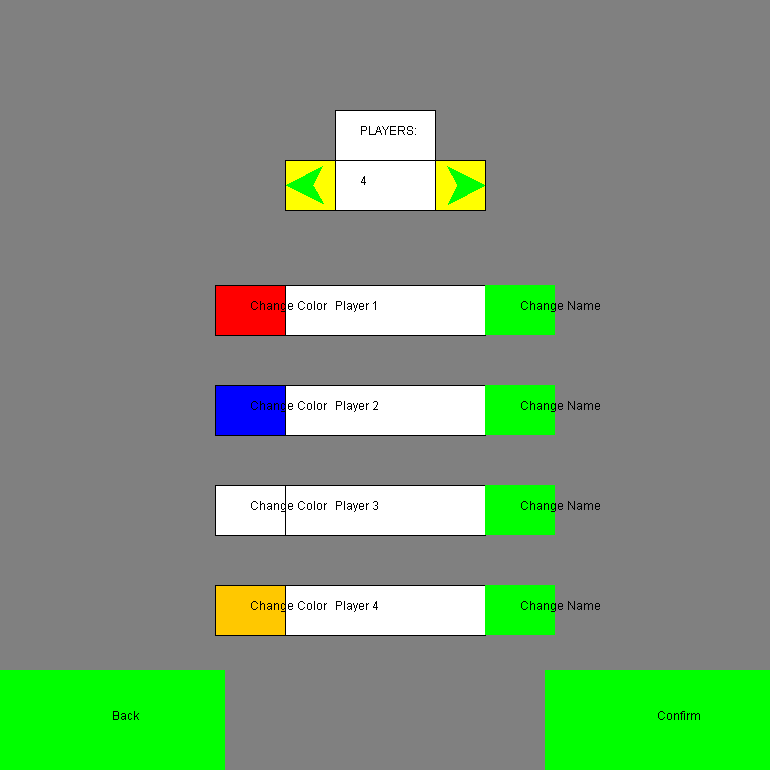 PLAYERS:
4
Change Color Player 1 Change Name
Change Color Player 2 Change Name
Change Color Player 3 Change Name
Change Color Player 4 Change Name
Back Confirm